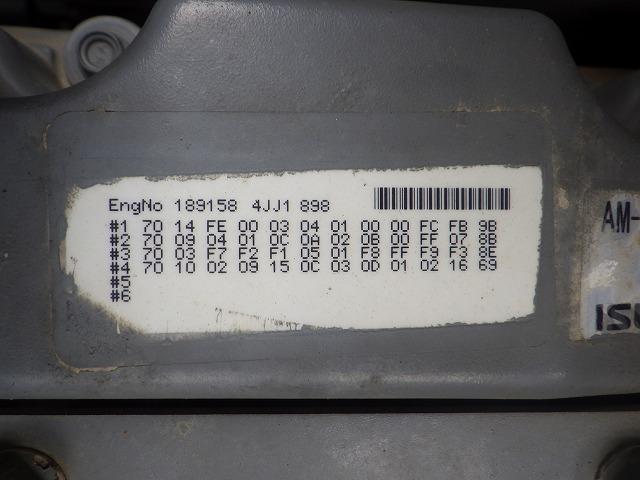 EngNo 189158 4JJ1 898
#1 70 14 FE 00 03 04 01 00 00 FC FB 9B
#2 70 09 04 01 0C 0A 02 0B 00 FF 07 8B
#3 70 03 F7 F2 F1 05 01 F8 FF F9 F3 8E
#4 70 10 02 09 15 0C 03 0D 01 02 16 69
#5
#6
AM-